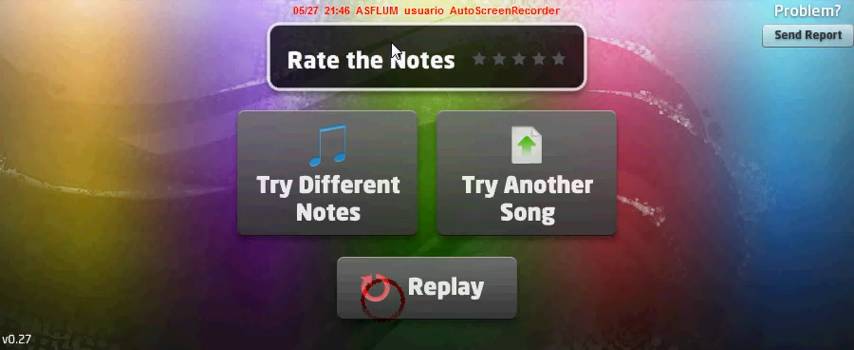 05/27 21:46 ASFLUM usuario AutoScreenRecorder
Problem?
Send Report
Rate the Notes
Try Different
Notes
Try Another
Song
Replay
v0.27